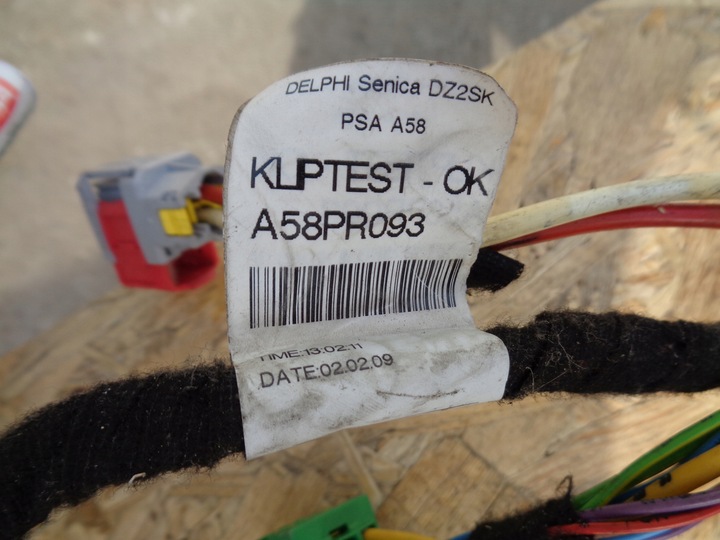 DELPHI Senica DZ2SK
PSA A58
KLIPTEST - OK
A58PR093
TIME:13:02:11
DATE:02.02.09